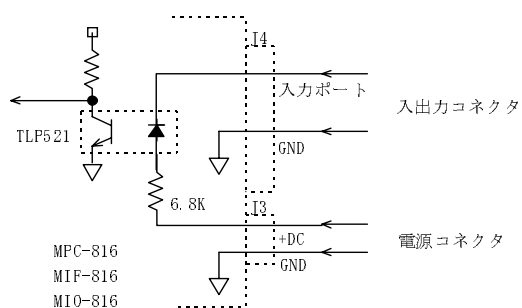 I4
入力ポート
入出力コネクタ
TLP521
GND
6.8K
I3
+DC
電源コネクタ
GND
MPC-816
MIF-816
MIO-816